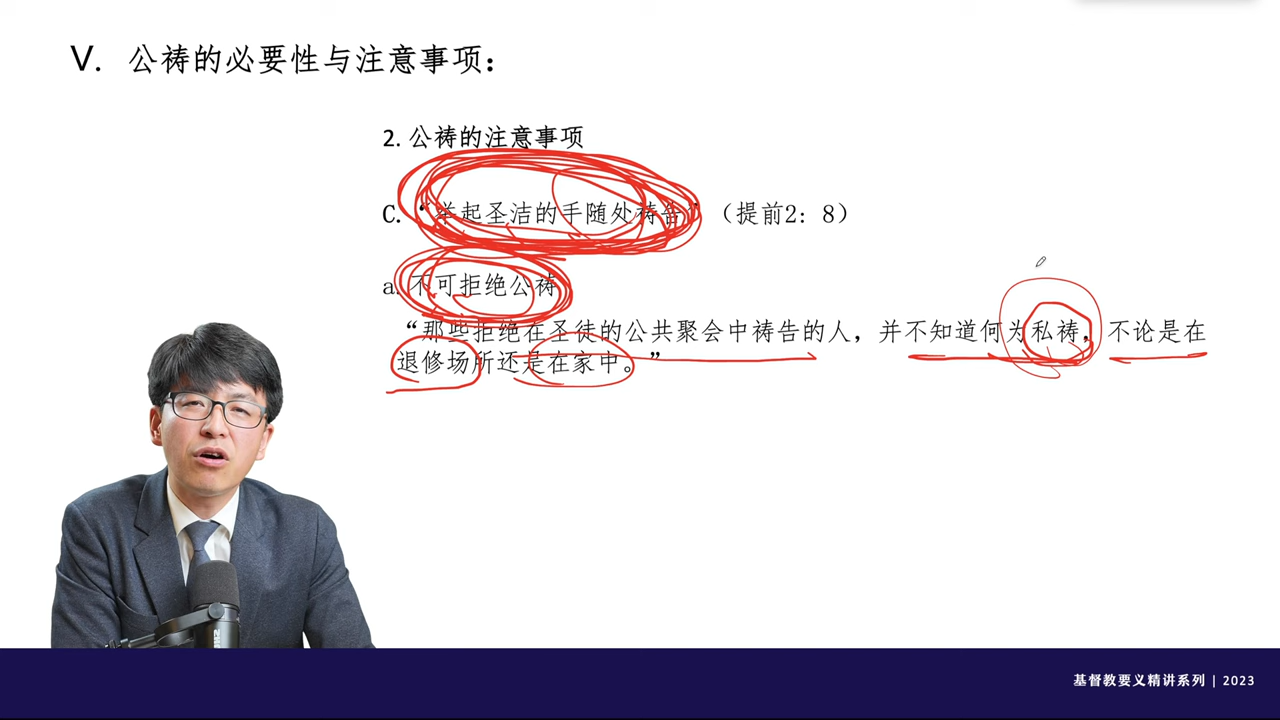 V. 公祷的必要性与注意事项：
2. 公祷的注意事项
C. “举起圣洁的手随处祷告”（提前2：8）
a. 不可拒绝公祷
“那些拒绝在圣徒的公共聚会中祷告的人，并不知道何为私祷，不论是在
退修场所还是在家中。”
基督教要义精讲系列 | 2023